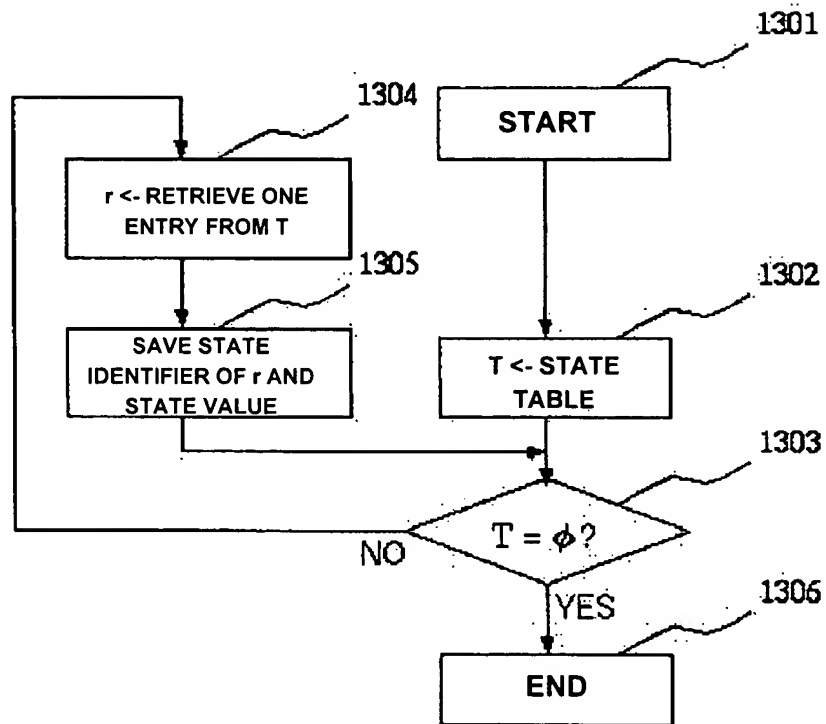 1301
START
1304
r <- RETRIEVE ONE
ENTRY FROM T
1305
SAVE STATE
IDENTIFIER OF r AND
STATE VALUE
1302
T <- STATE
TABLE
1303
T = ϕ?
NO
YES
1306
END